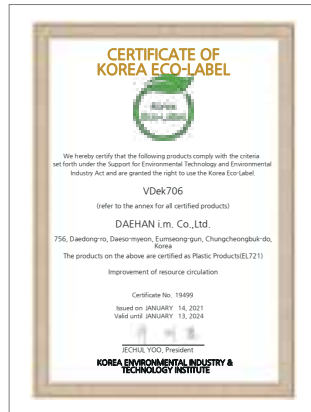 CERTIFICATE OF
KOREA ECO-LABEL
Korea
Eco-Label
We hereby certify that the following products comply with the criteria
set forth under the Support for Environmental Technology and Environmental
Industry Act and are granted the right to use the Korea Eco-Label.
VDek706
(refer to the annex for all certified products)
DAEHAN i.m. Co.,Ltd.
756, Daedong-ro, Daeso-myeon, Eumseong-gun, Chungcheongbuk-do,
Korea
The products on the above are certified as Plastic Products(EL721)
Improvement of resource circulation
Certificate No. 19499
Issued on JANUARY 14, 2021
Valid until JANUARY 13, 2024
JECHUL YOO, President
KOREA ENVIRONMENTAL INDUSTRY &
TECHNOLOGY INSTITUTE